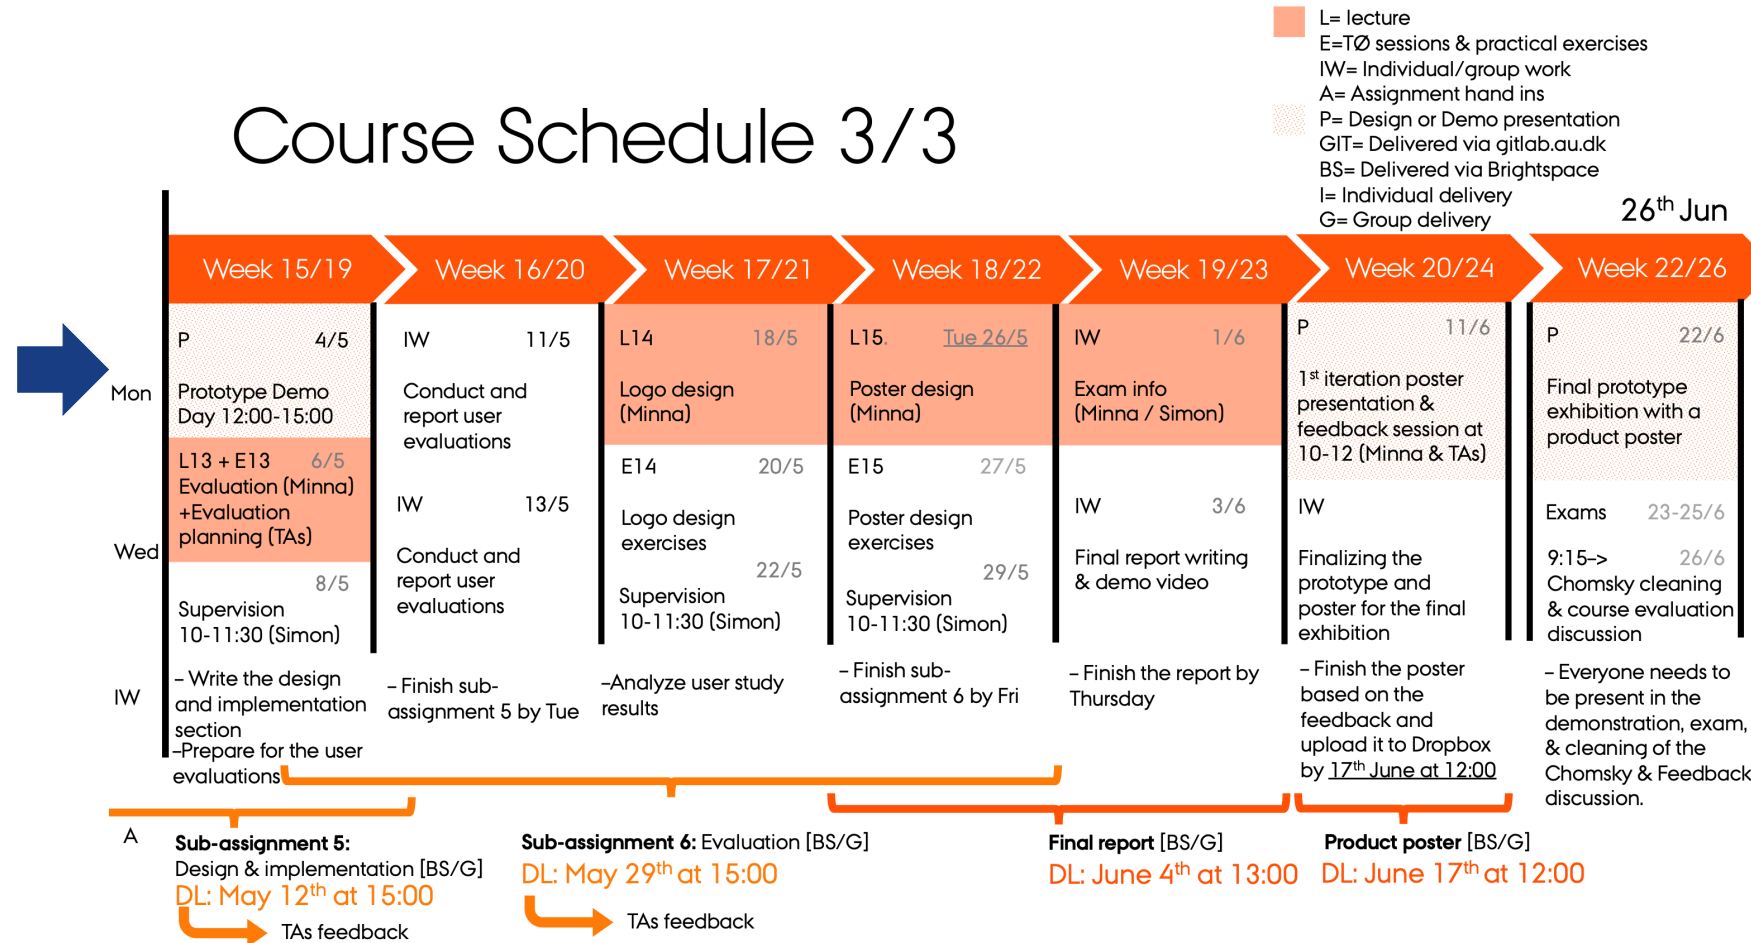 L= lecture
E=TØ sessions & practical exercises
IW= Individual/group work
A= Assignment hand ins
P= Design or Demo presentation
GIT= Delivered via gitlab.au.dk
BS= Delivered via Brightspace
I= Individual delivery
G= Group delivery
Course Schedule 3/3
26th Jun
Week 15/19
Week 16/20
Week 17/21
Week 18/22
Week 19/23
Week 20/24
Week 22/26
Mon
Wed
IW
A
P 4/5
Prototype Demo
Day 12:00-15:00
L13 + E13 6/5
Evaluation (Minna)
+Evaluation
planning (TAs)
8/5
Supervision
10-11:30 (Simon)
– Write the design
and implementation
section
–Prepare for the user
evaluations
IW 11/5
Conduct and
report user
evaluations
IW 13/5
Conduct and
report user
evaluations
– Finish sub-
assignment 5 by Tue
L14 18/5
Logo design
(Minna)
E14 20/5
Logo design
exercises
22/5
Supervision
10-11:30 (Simon)
–Analyze user study
results
L15. Tue 26/5
Poster design
(Minna)
E15 27/5
Poster design
exercises
29/5
Supervision
10-11:30 (Simon)
– Finish sub-
assignment 6 by Fri
IW 1/6
Exam info
(Minna / Simon)
IW 3/6
Final report writing
& demo video
– Finish the report by
Thursday
P 11/6
1st iteration poster
presentation &
feedback session at
10-12 (Minna & TAs)
IW
Finalizing the
prototype and
poster for the final
exhibition
– Finish the poster
based on the
feedback and
upload it to Dropbox
by 17th June at 12:00
P 22/6
Final prototype
exhibition with a
product poster
Exams 23-25/6
9:15–> 26/6
Chomsky cleaning
& course evaluation
discussion
– Everyone needs to
be present in the
demonstration, exam,
& cleaning of the
Chomsky & Feedback
discussion.
Sub-assignment 5:
Design & implementation [BS/G]
DL: May 12th at 15:00
TAs feedback
Sub-assignment 6: Evaluation [BS/G]
DL: May 29th at 15:00
TAs feedback
Final report [BS/G]
DL: June 4th at 13:00
Product poster [BS/G]
DL: June 17th at 12:00